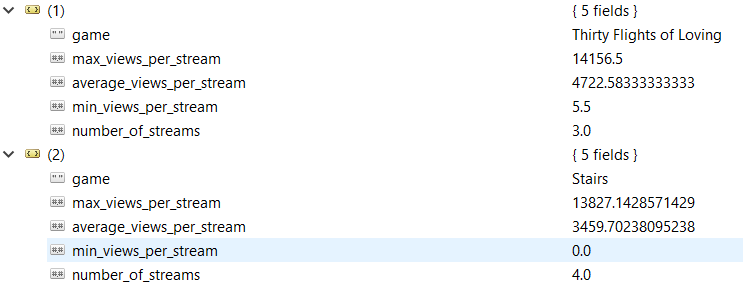 (1) { 5 fields }
"" game Thirty Flights of Loving
#.# max_views_per_stream 14156.5
#.# average_views_per_stream 4722.58333333333
#.# min_views_per_stream 5.5
#.# number_of_streams 3.0
(2) { 5 fields }
"" game Stairs
#.# max_views_per_stream 13827.1428571429
#.# average_views_per_stream 3459.70238095238
#.# min_views_per_stream 0.0
#.# number_of_streams 4.0